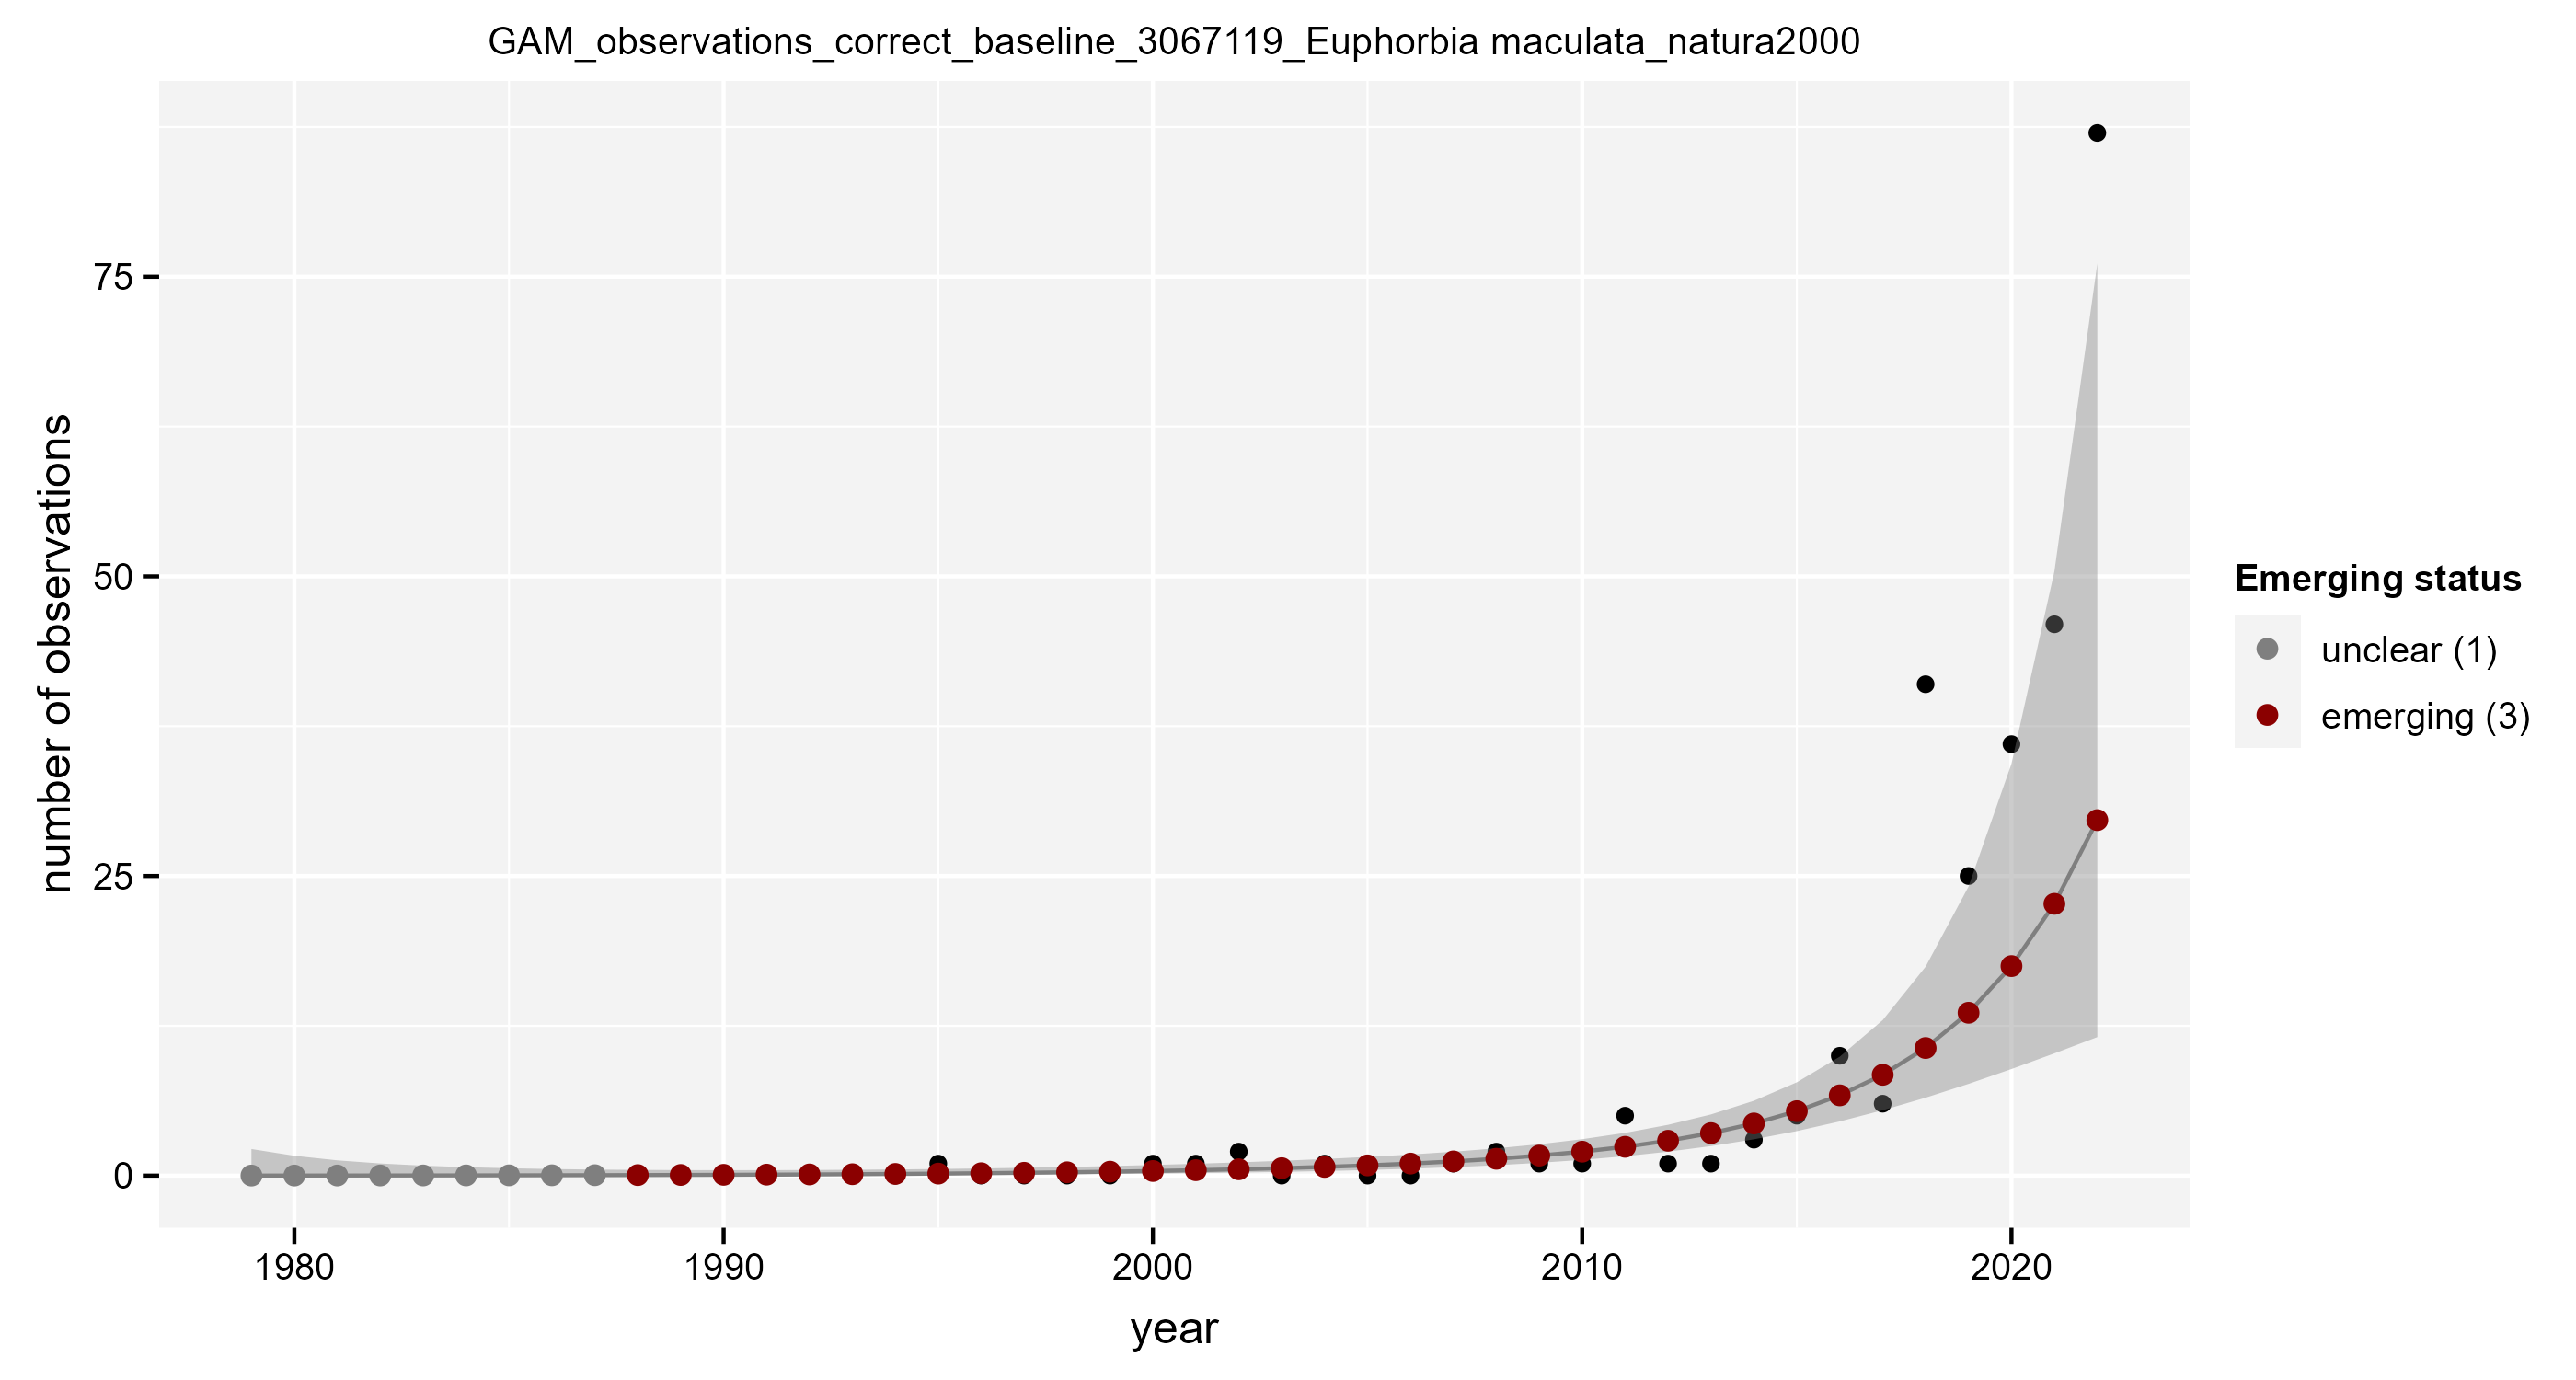 GAM_observations_correct_baseline_3067119_Euphorbia maculata_natura2000
number of observations
75
50
25
0
1980
1990
2000
2010
2020
year
Emerging status
unclear (1)
emerging (3)